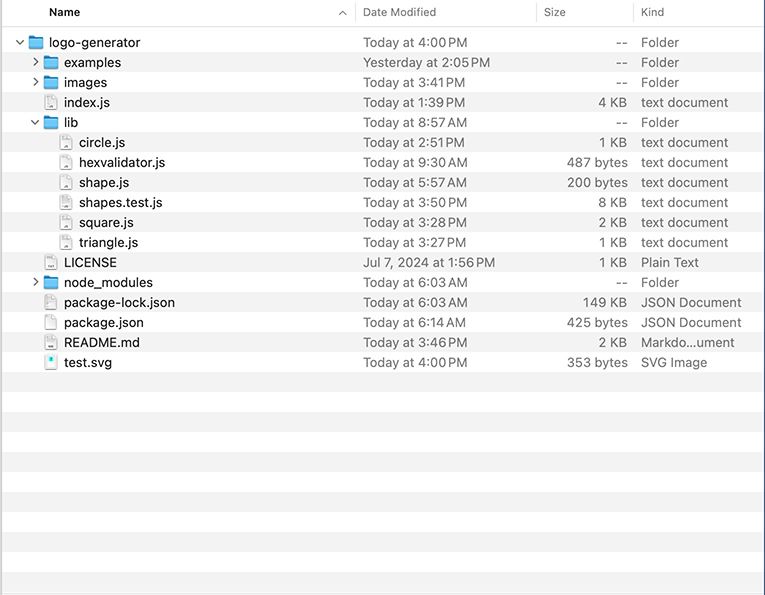 Name Date Modified Size Kind
logo-generator Today at 4:00 PM -- Folder
examples Yesterday at 2:05 PM -- Folder
images Today at 3:41 PM -- Folder
index.js Today at 1:39 PM 4 KB text document
lib Today at 8:57 AM -- Folder
circle.js Today at 2:51 PM 1 KB text document
hexvalidator.js Today at 9:30 AM 487 bytes text document
shape.js Today at 5:57 AM 200 bytes text document
shapes.test.js Today at 3:50 PM 8 KB text document
square.js Today at 3:28 PM 2 KB text document
triangle.js Today at 3:27 PM 1 KB text document
LICENSE Jul 7, 2024 at 1:56 PM 1 KB Plain Text
node_modules Today at 6:03 AM -- Folder
package-lock.json Today at 6:03 AM 149 KB JSON Document
package.json Today at 6:14 AM 425 bytes JSON Document
README.md Today at 3:46 PM 2 KB Markdo...ument
test.svg Today at 4:00 PM 353 bytes SVG Image